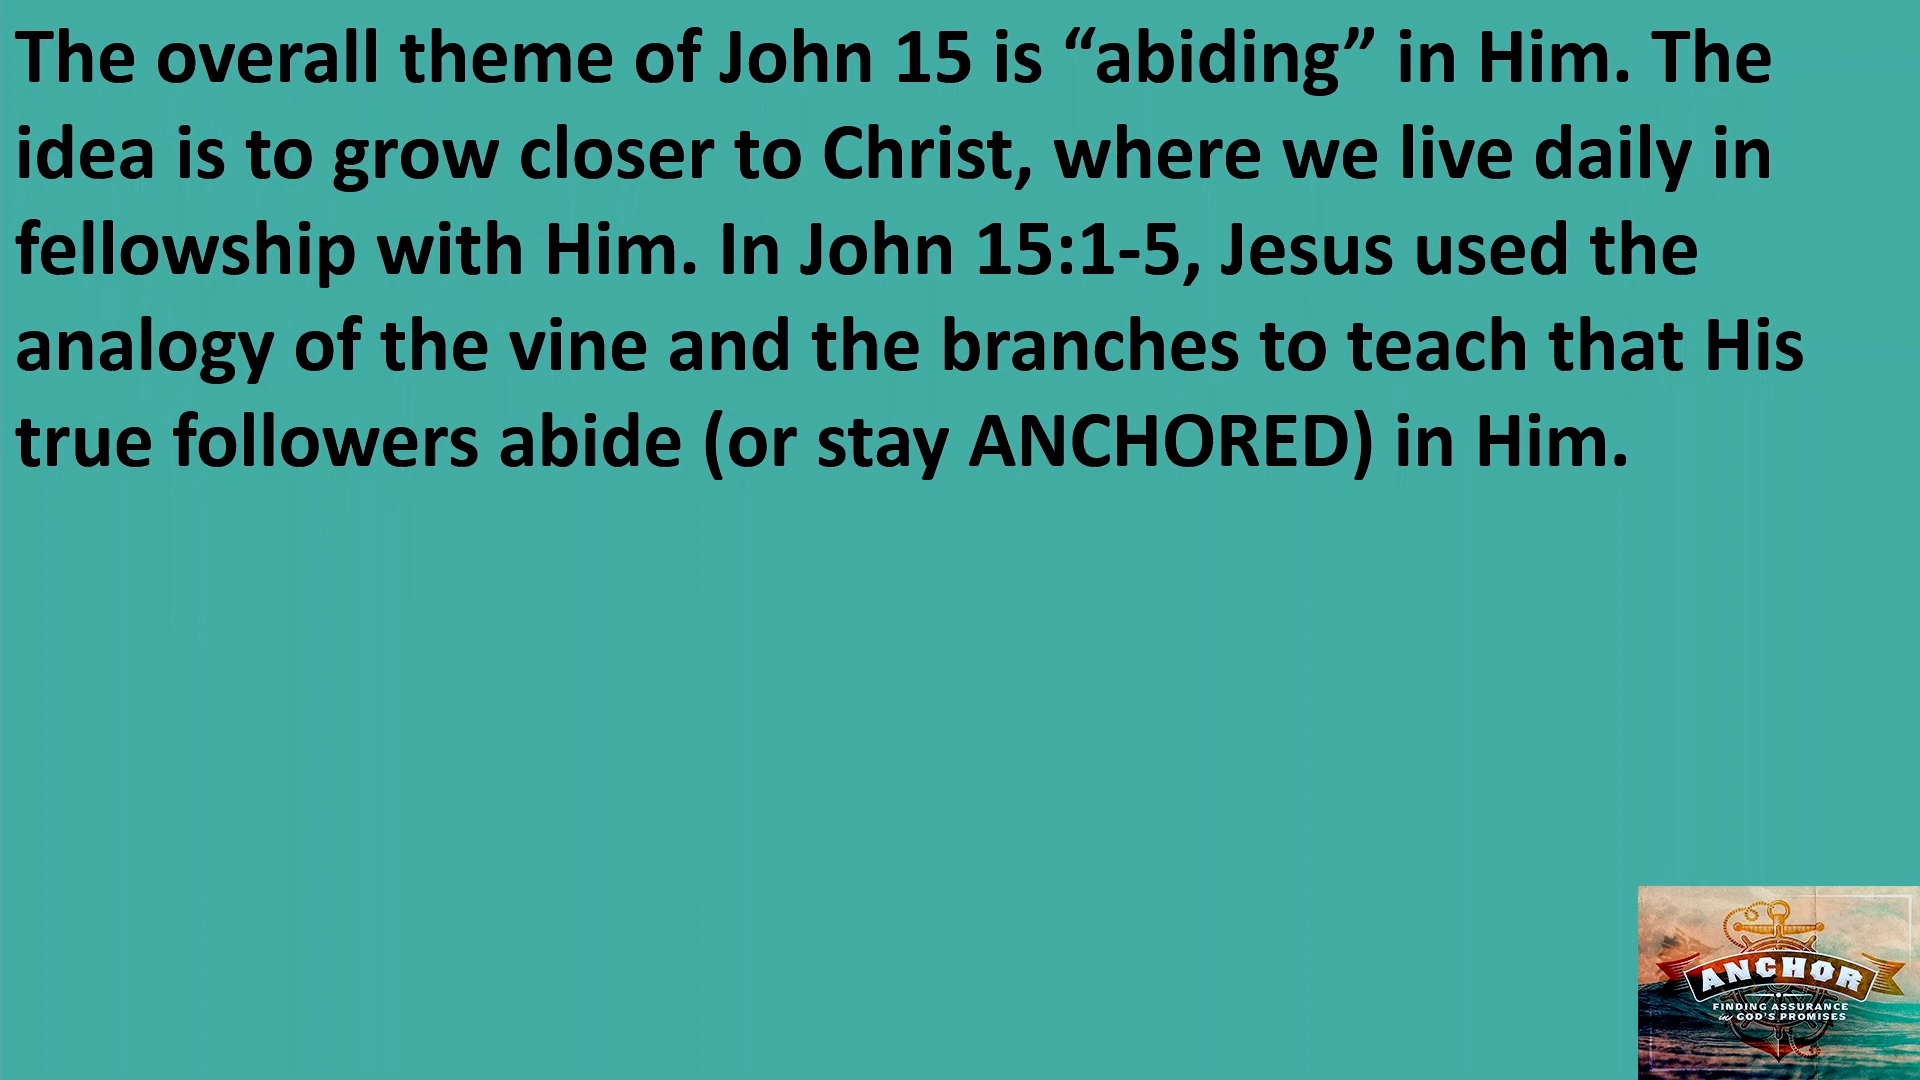 The overall theme of John 15 is “abiding” in Him. The
idea is to grow closer to Christ, where we live daily in
fellowship with Him. In John 15:1-5, Jesus used the
analogy of the vine and the branches to teach that His
true followers abide (or stay ANCHORED) in Him.
ANCHOR
FINDING ASSURANCE
in GOD'S PROMISES